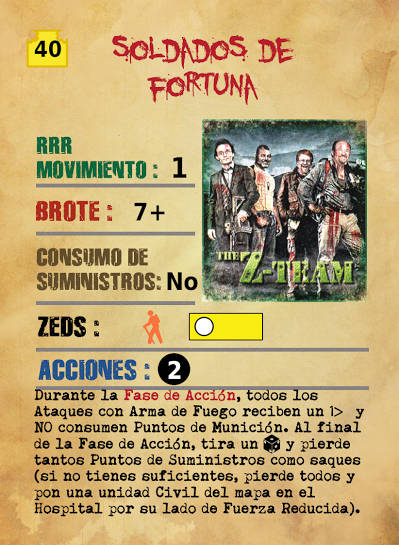 40
SOLDADOS DE
FORTUNA
RRR
MOVIMIENTO : 1
BROTE : 7+
CONSUMO DE
SUMINISTROS: No
THE Z-TEAM
ZEDS :
ACCIONES : 2
Durante la Fase de Acción, todos los
Ataques con Arma de Fuego reciben un 1> y
NO consumen Puntos de Munición. Al final
de la Fase de Acción, tira un y pierde
tantos Puntos de Suministros como saques
(si no tienes suficientes, pierde todos y
pon una unidad Civil del mapa en el
Hospital por su lado de Fuerza Reducida).